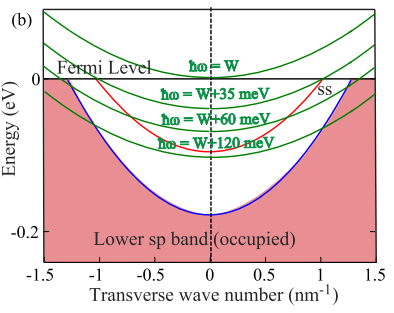 (b)
0
Fermi Level
ħω = W
ħω = W+35 meV
ss
ħω = W+60 meV
ħω = W+120 meV
Energy (eV)
-0.2
Lower sp band (occupied)
-1.5 -1 -0.5 0 0.5 1 1.5
Transverse wave number (nm-1)